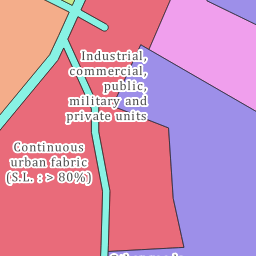 Industrial,
commercial,
public,
military and
private units
Continuous
urban fabric
(S.L. : > 80%)